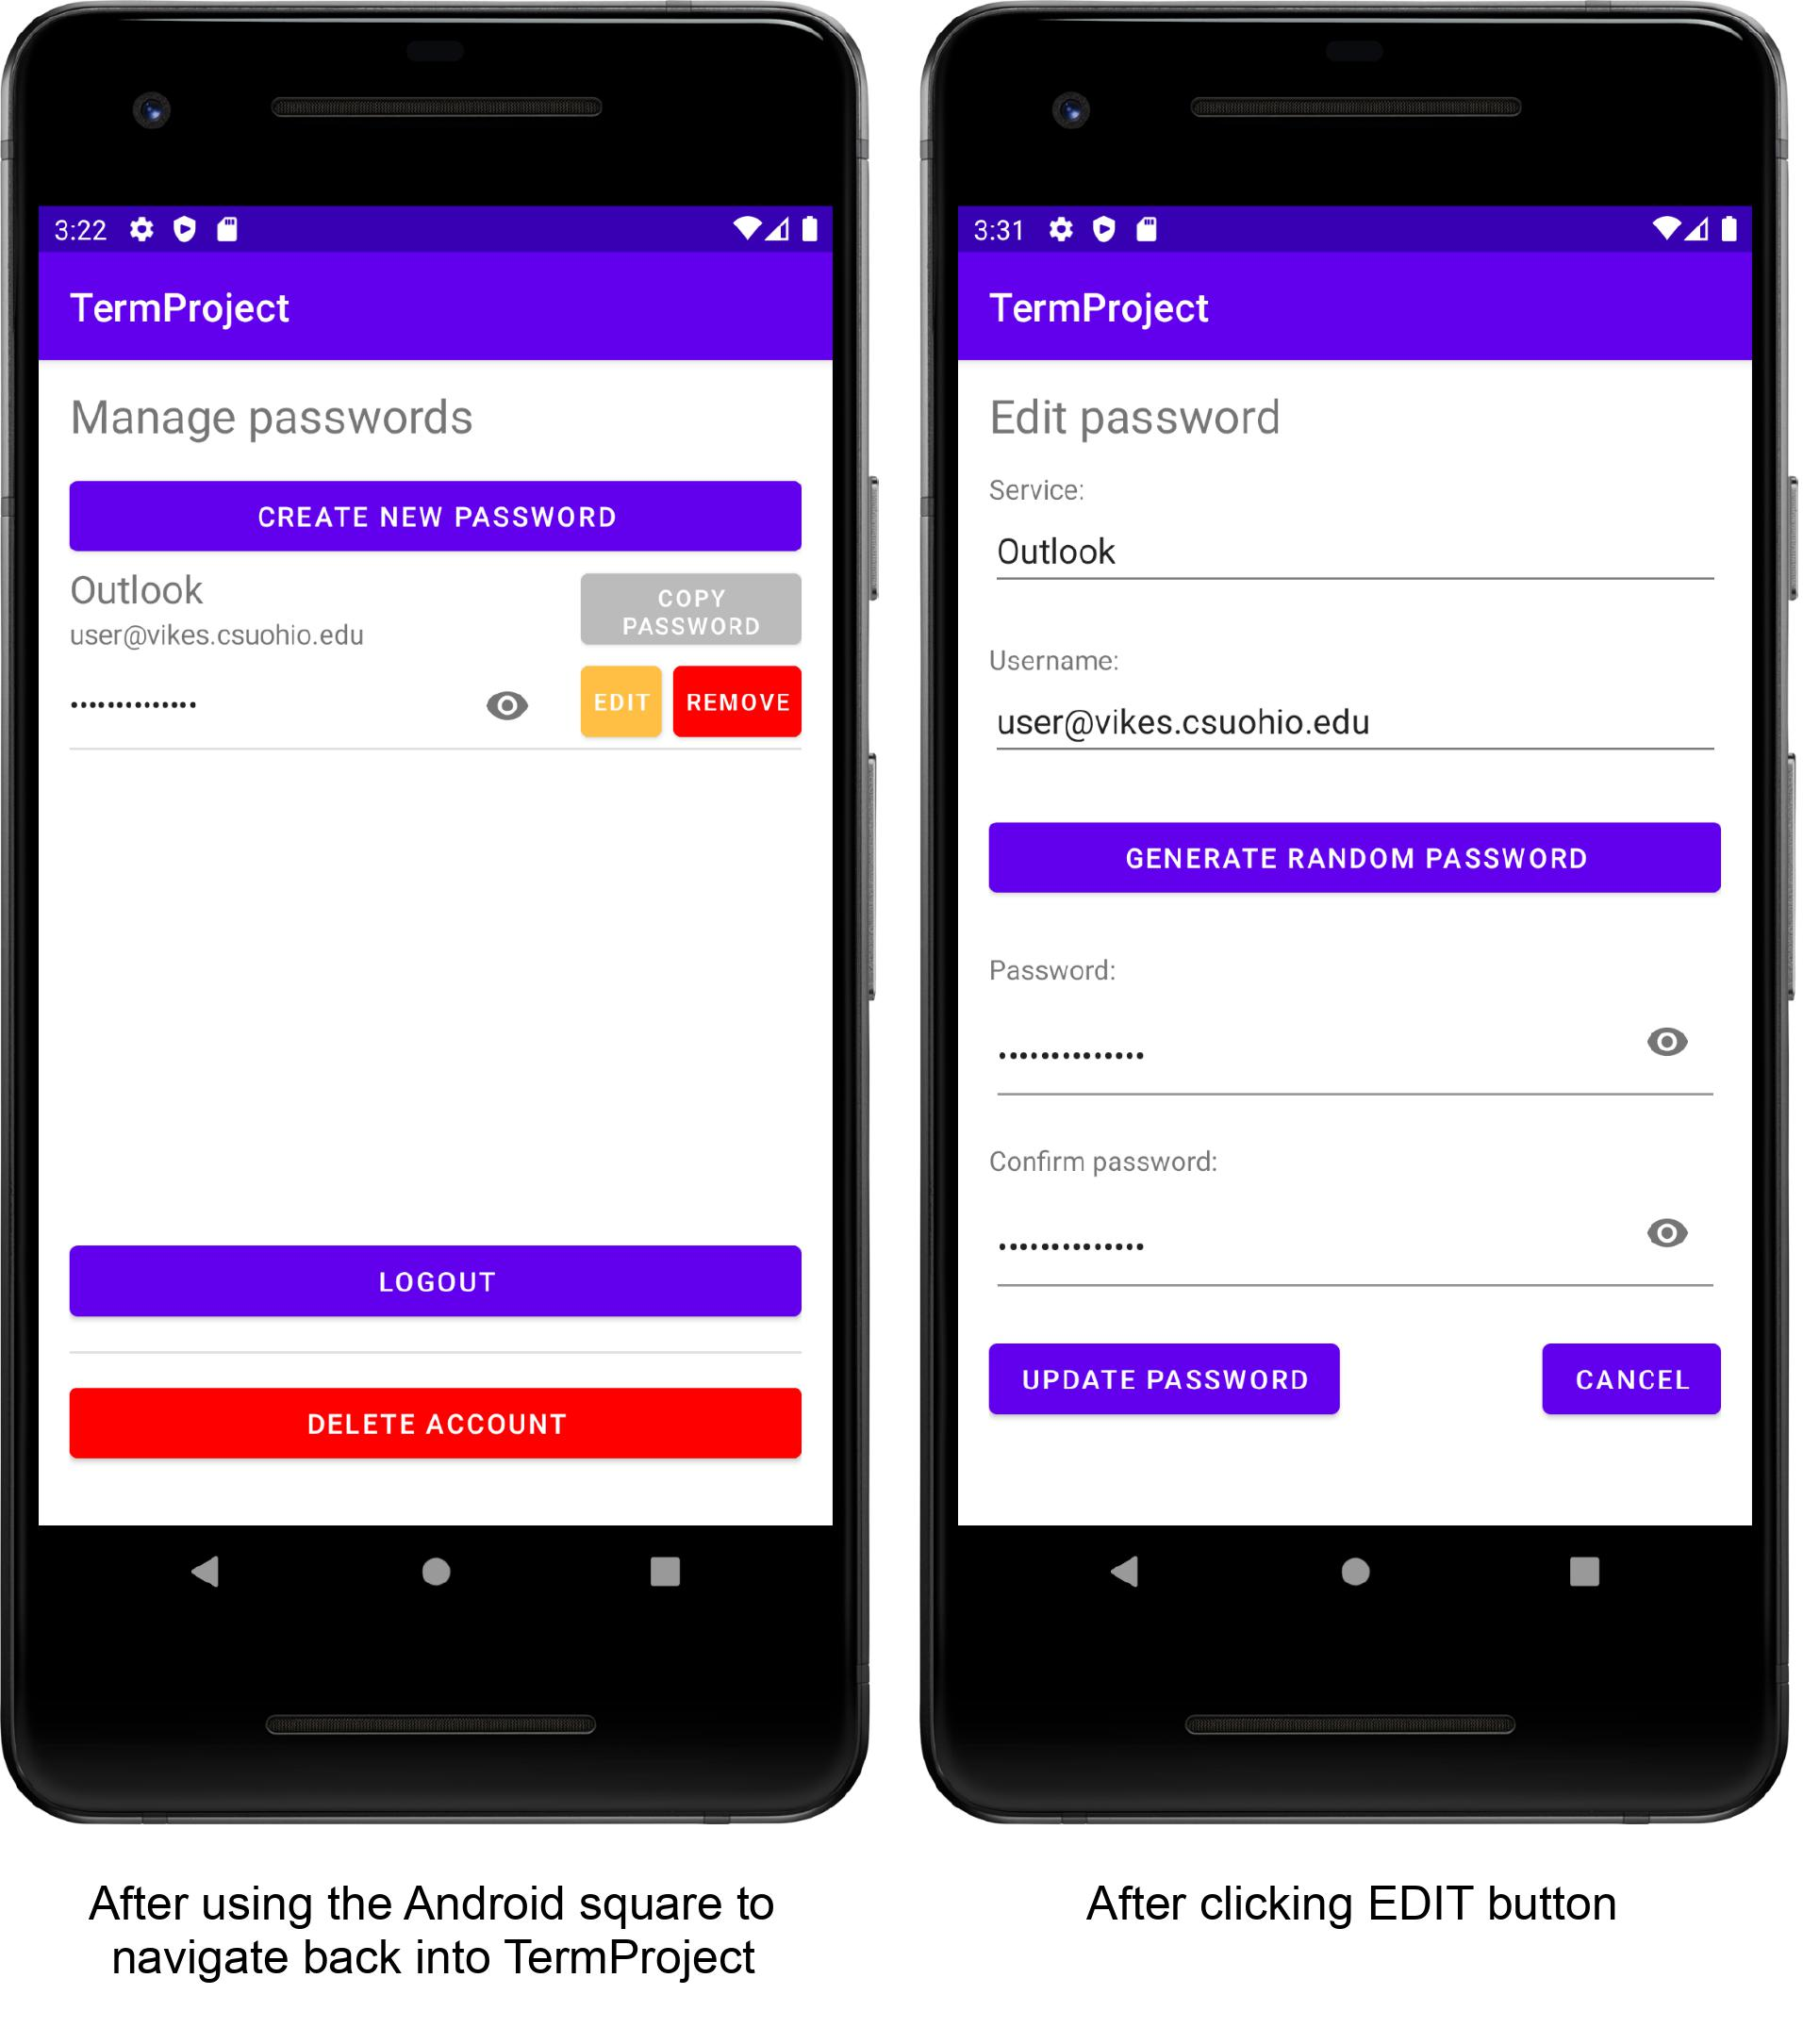 3:22
TermProject
Manage passwords
CREATE NEW PASSWORD
Outlook
user@vikes.csuohio.edu
COPY
PASSWORD
••••••••••••••
EDIT
REMOVE
LOGOUT
DELETE ACCOUNT
After using the Android square to
navigate back into TermProject
3:31
TermProject
Edit password
Service:
Outlook
Username:
user@vikes.csuohio.edu
GENERATE RANDOM PASSWORD
Password:
••••••••••••••
Confirm password:
••••••••••••••
UPDATE PASSWORD
CANCEL
After clicking EDIT button